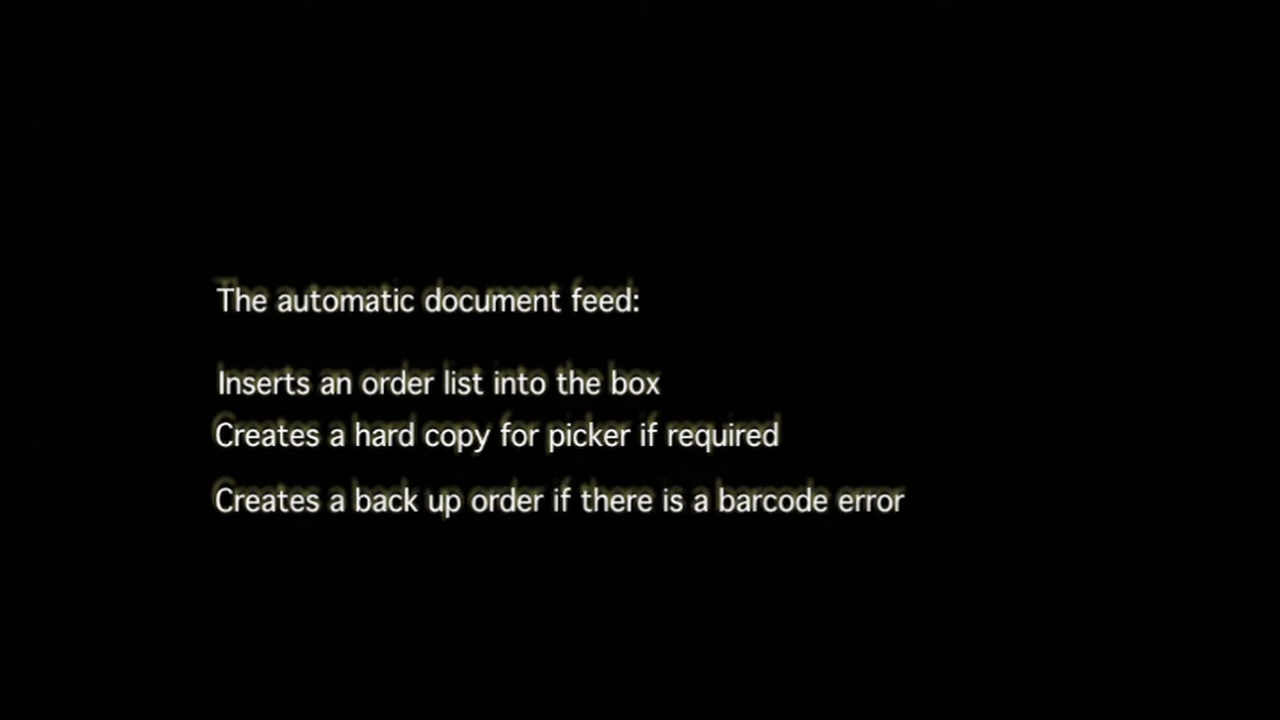 The automatic document feed:
Inserts an order list into the box
Creates a hard copy for picker if required
Creates a back up order if there is a barcode error